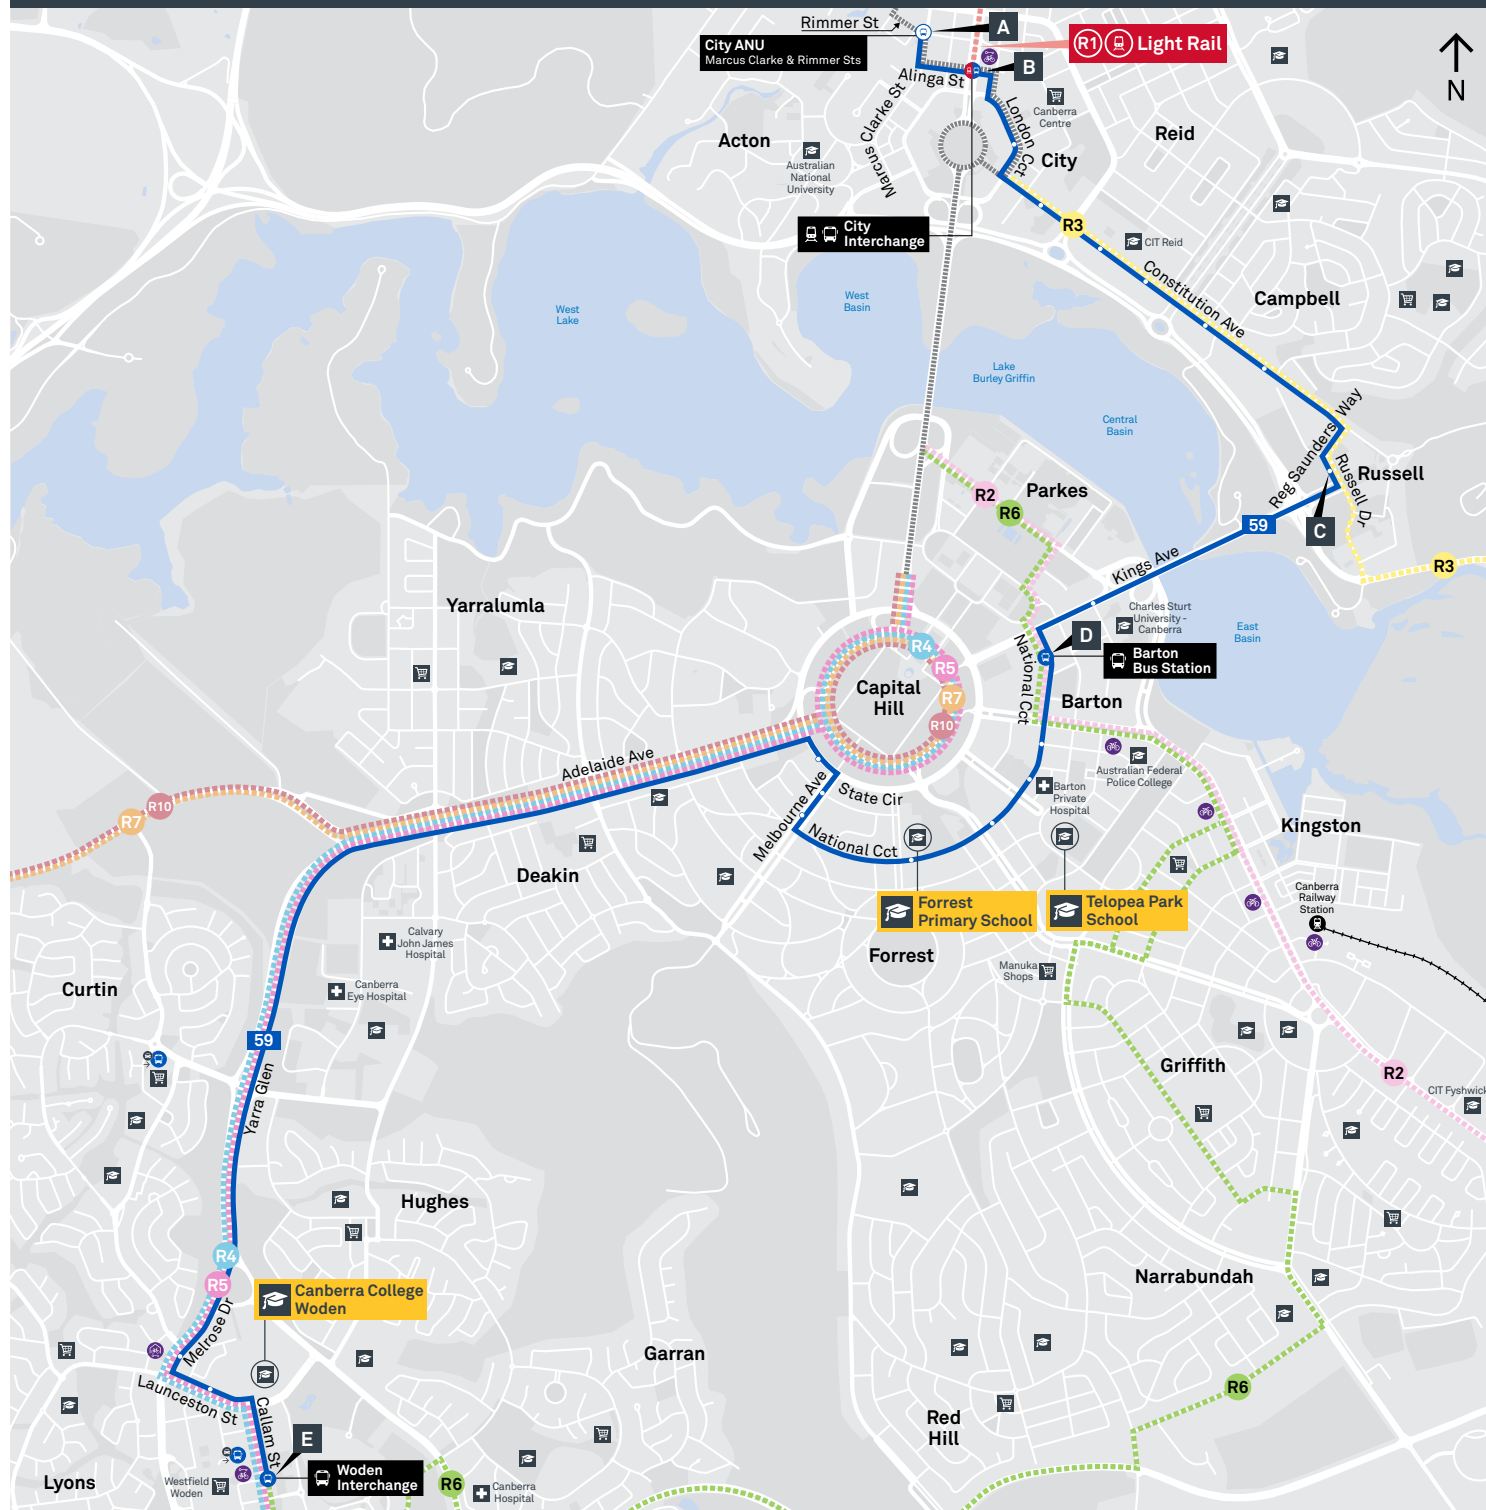 Rimmer St
A
City ANU
Marcus Clarke & Rimmer Sts
R1 Light Rail
B
N
Alinga St
Marcus Clarke St
London Cct
Canberra
Centre
Acton
Reid
City
Australian
National
University
City
Interchange
R3
CIT Reid
Constitution Ave
Campbell
West
Lake
West
Basin
Lake
Burley Griffin
Central
Basin
Reg Saunders Way
Russell
Russell Dr
R2
R6
Parkes
59
C
R3
Kings Ave
Yarralumla
Charles Sturt
University -
Canberra
East
Basin
D
Barton
Bus Station
National Cct
R4
R5
R7
R10
Capital
Hill
Barton
Adelaide Ave
Australian Federal
Police College
Barton
Private
Hospital
State Cir
Melbourne Ave
National Cct
R10
R7
Kingston
Deakin
Canberra
Railway
Station
Forrest
Primary School
Telopea Park
School
Calvary
John James
Hospital
Forrest
Manuka
Shops
Curtin
Canberra
Eye Hospital
59
Yarra Glen
Griffith
R2
CIT Fyshwick
Hughes
R4
R5
Canberra College
Woden
Melrose Dr
Narrabundah
Garran
Launceston St
Callam St
R6
Red
Hill
E
Lyons
Westfield
Woden
Woden
Interchange
R6
Canberra
Hospital